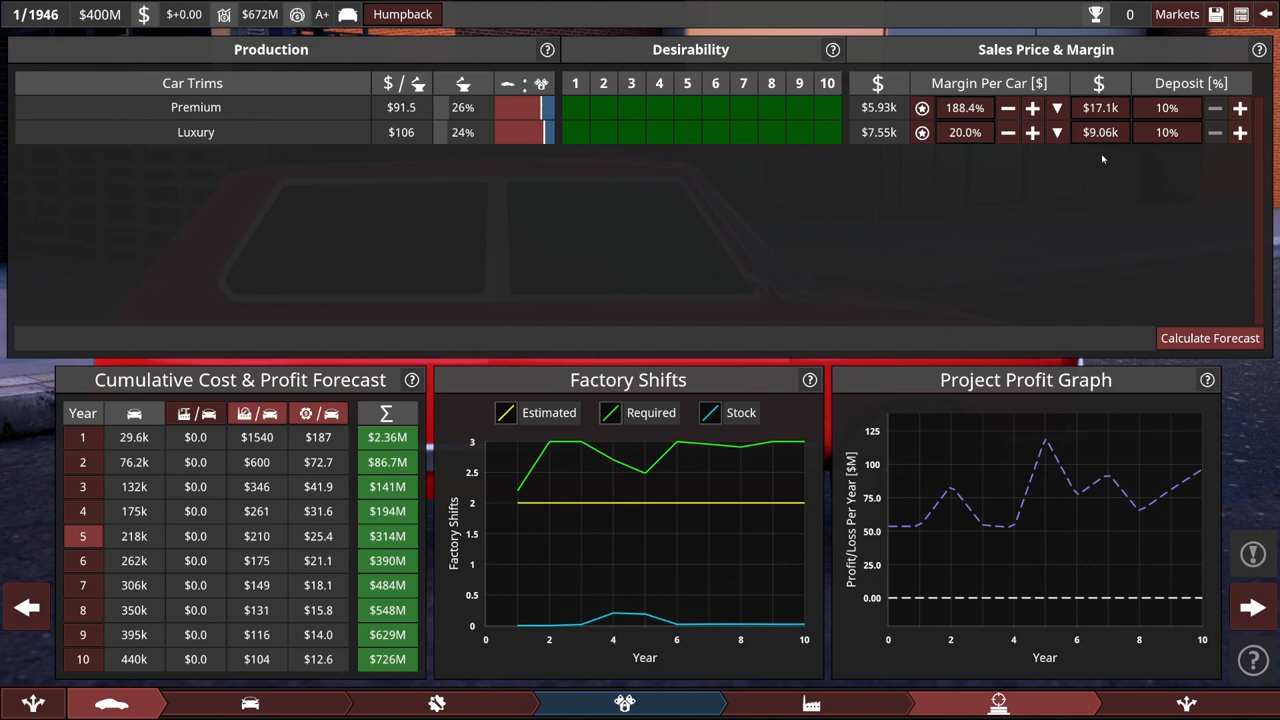 1/1946 $400M $ $+0.00 $672M A+ Humpback 0 Markets
Production ? Desirability ? Sales Price & Margin ?
Car Trims $ / 1 2 3 4 5 6 7 8 9 10 $ Margin Per Car [$] $ Deposit [%]
Premium $91.5 26% $5.93k 188.4% $17.1k 10%
Luxury $106 24% $7.55k 20.0% $9.06k 10%
Calculate Forecast
Cumulative Cost & Profit Forecast ?
Year Σ
1 29.6k $0.0 $1540 $187 $2.36M
2 76.2k $0.0 $600 $72.7 $86.7M
3 132k $0.0 $346 $41.9 $141M
4 175k $0.0 $261 $31.6 $194M
5 218k $0.0 $210 $25.4 $314M
6 262k $0.0 $175 $21.1 $390M
7 306k $0.0 $149 $18.1 $484M
8 350k $0.0 $131 $15.8 $548M
9 395k $0.0 $116 $14.0 $629M
10 440k $0.0 $104 $12.6 $726M
Factory Shifts ?
Estimated Required Stock
Factory Shifts
3
2.5
2
1.5
1
0.5
0
0 2 4 6 8 10
Year
Project Profit Graph ?
Profit/Loss Per Year [$M]
125
100
75.0
50.0
25.0
0.00
0 2 4 6 8 10
Year
!
?